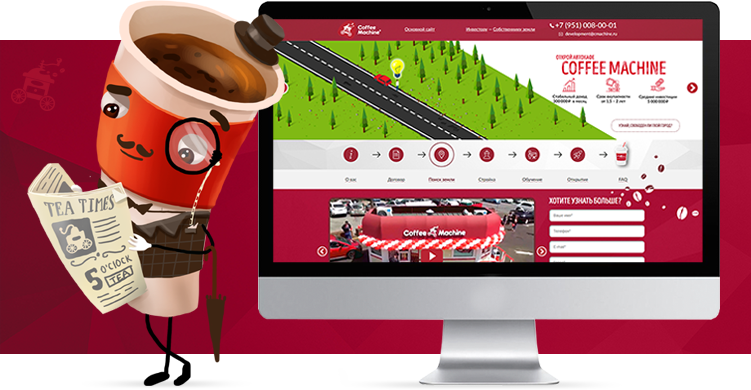 TEA TIMES
5 O'CLOCK
TEA
Coffee
Machine
Основной сайт
Инвестиции
Собственникам земли
+7 (951) 008-00-01
development@cmachine.ru
ОТКРОЙ АВТОКАФЕ
COFFEE MACHINE
Стабильный доход
300 000 ₽ в месяц
Срок окупаемости
от 1,5 – 2 лет
Средние инвестиции
5 000 000 ₽
УЗНАЙ, СВОБОДЕН ЛИ ТВОЙ ГОРОД?
О нас
Договор
Поиск земли
Стройка
Обучение
Открытие
FAQ
Coffee Machine
ХОТИТЕ УЗНАТЬ БОЛЬШЕ?
Ваше имя*
Телефон*
E-mail*